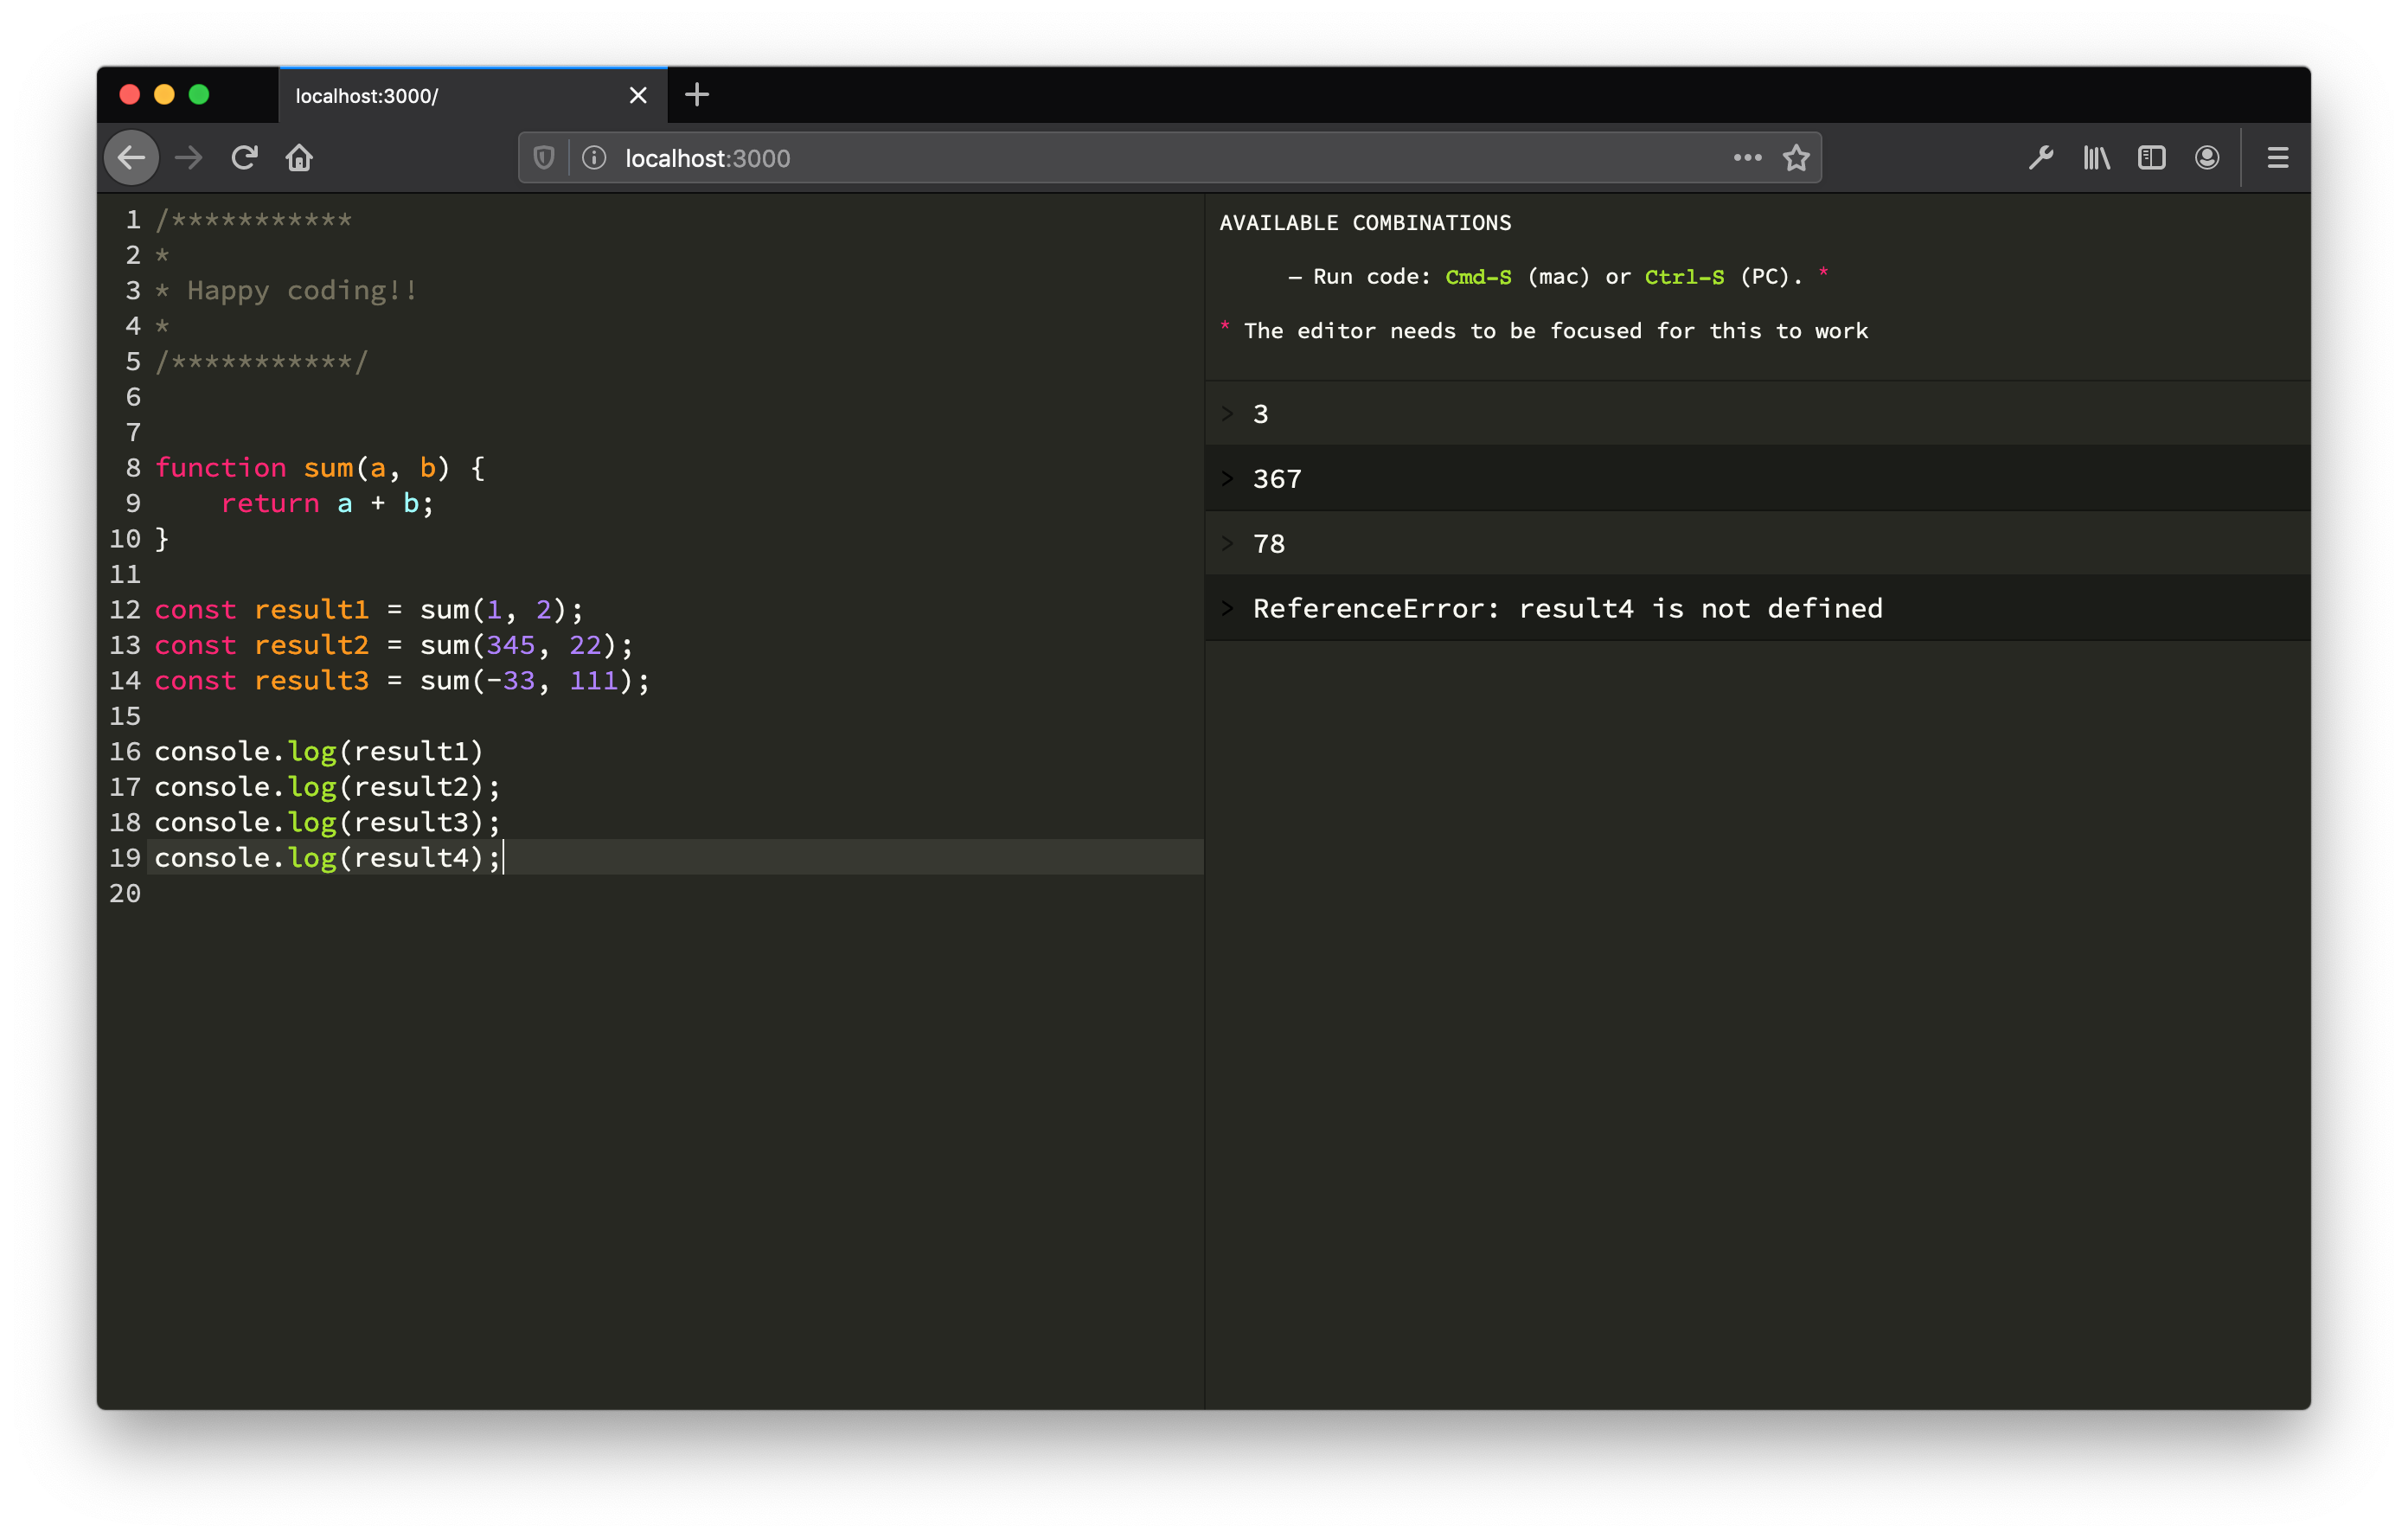 localhost:3000/
localhost:3000
1 /***********
2 *
3 * Happy coding!!
4 *
5 /***********/
6
7
8 function sum(a, b) {
9     return a + b;
10 }
11
12 const result1 = sum(1, 2);
13 const result2 = sum(345, 22);
14 const result3 = sum(-33, 111);
15
16 console.log(result1)
17 console.log(result2);
18 console.log(result3);
19 console.log(result4);
20
AVAILABLE COMBINATIONS
– Run code: Cmd-S (mac) or Ctrl-S (PC). *
* The editor needs to be focused for this to work
> 3
> 367
> 78
> ReferenceError: result4 is not defined